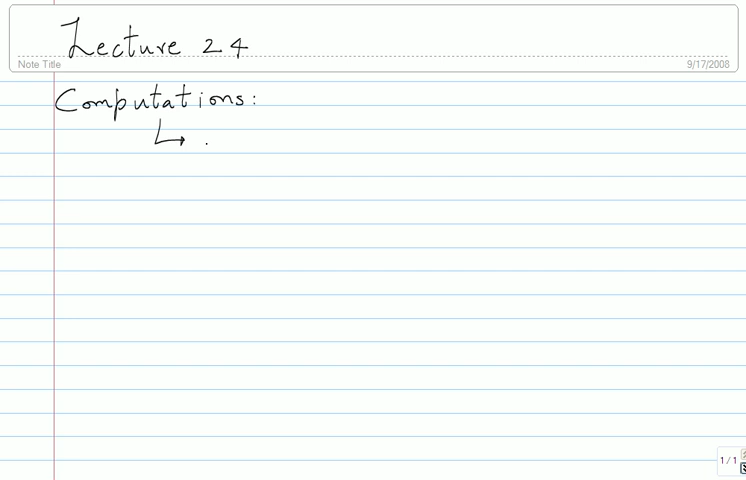 Lecture 24
Note Title
9/17/2008
Computations:
↳ .
1 / 1